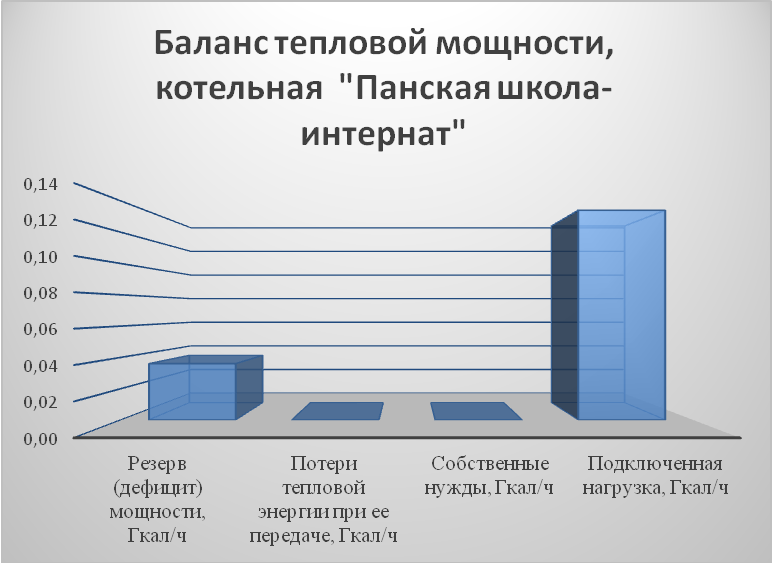 Баланс тепловой мощности,
котельная "Панская школа-
интернат"
0,14
0,12
0,10
0,08
0,06
0,04
0,02
0,00
Резерв
(дефицит)
мощности,
Гкал/ч
Потери
тепловой
энергии при ее
передаче, Гкал/ч
Собственные
нужды, Гкал/ч
Подключенная
нагрузка, Гкал/ч